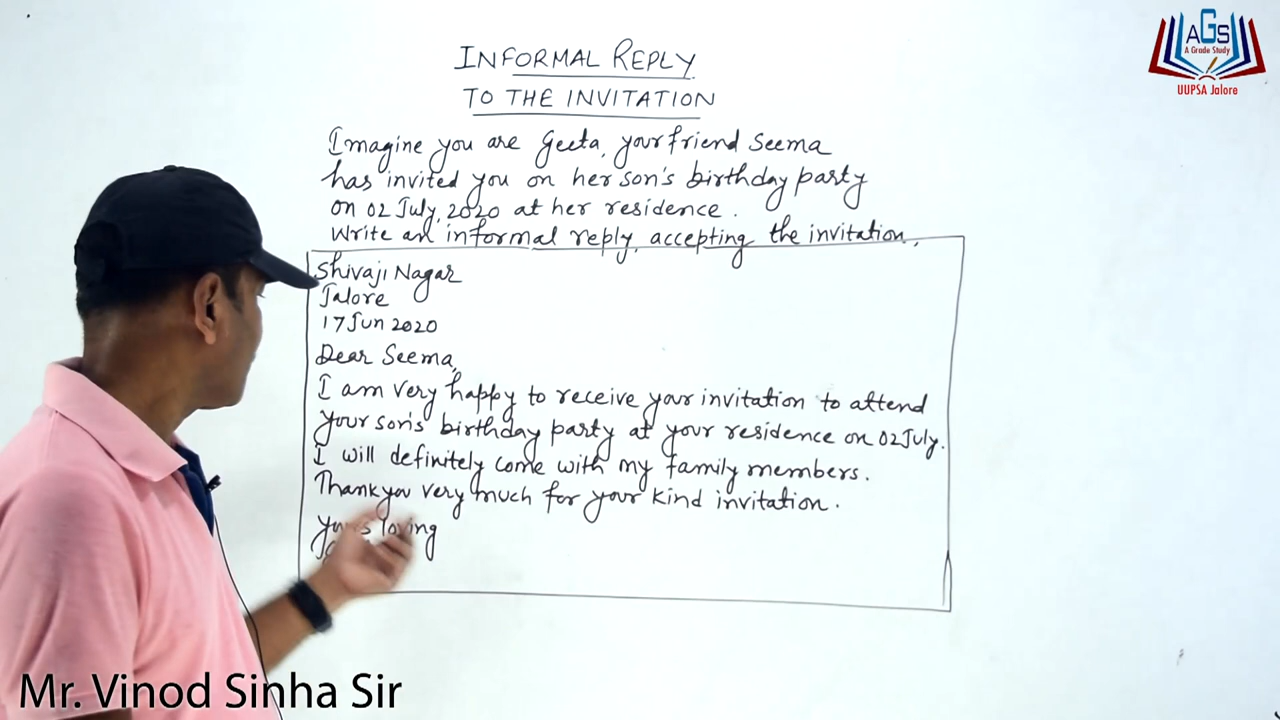 INFORMAL REPLY
TO THE INVITATION
Imagine you are Geeta, your friend Seema
has invited you on her son's birthday party
on 02 July, 2020 at her residence.
Write an informal reply, accepting the invitation.
Shivaji Nagar
Jalore
17 Jun 2020
Dear Seema,
I am very happy to receive your invitation to attend
your son's birthday party at your residence on 02 July.
I will definitely come with my family members.
Thank you very much for your kind invitation.
Yours loving
AGS
A Grade Study
UUPSA Jalore
Mr. Vinod Sinha Sir